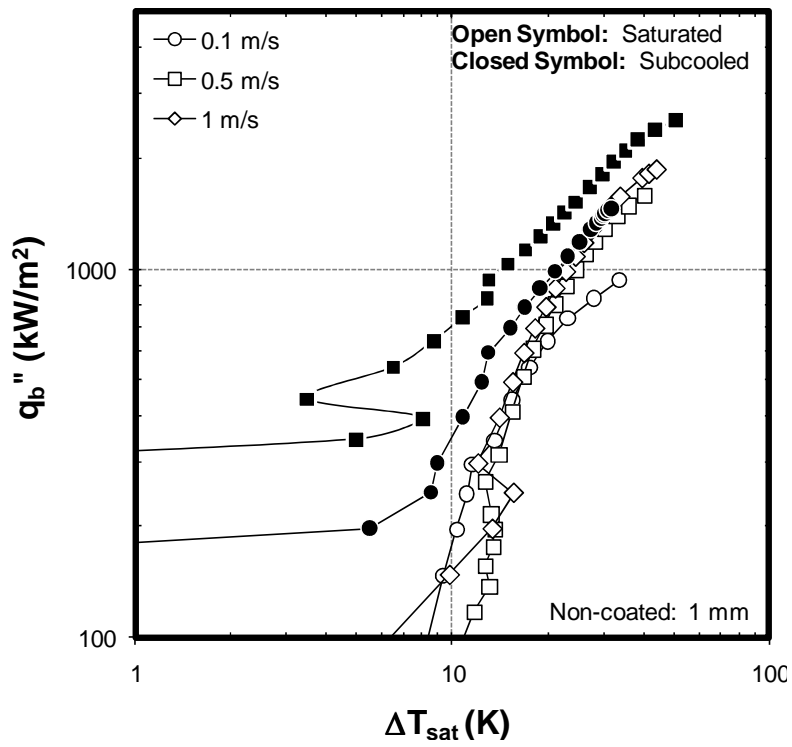 Open Symbol: Saturated
Closed Symbol: Subcooled
0.1 m/s
0.5 m/s
1 m/s
1000
100
q_b" (kW/m²)
Non-coated: 1 mm
1 10 100
ΔT_sat (K)